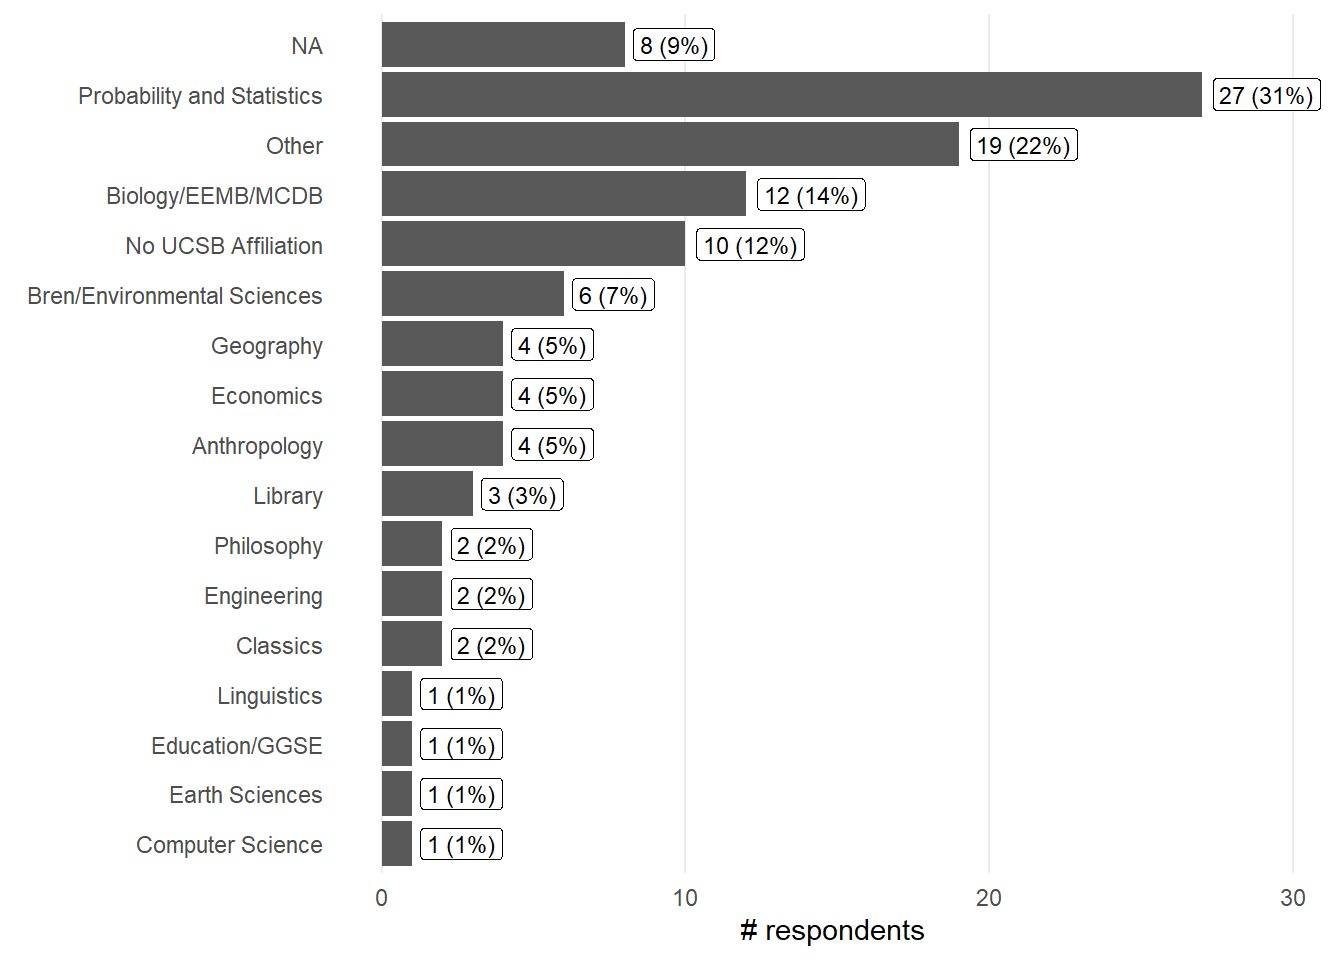 NA 8 (9%)
Probability and Statistics 27 (31%)
Other 19 (22%)
Biology/EEMB/MCDB 12 (14%)
No UCSB Affiliation 10 (12%)
Bren/Environmental Sciences 6 (7%)
Geography 4 (5%)
Economics 4 (5%)
Anthropology 4 (5%)
Library 3 (3%)
Philosophy 2 (2%)
Engineering 2 (2%)
Classics 2 (2%)
Linguistics 1 (1%)
Education/GGSE 1 (1%)
Earth Sciences 1 (1%)
Computer Science 1 (1%)
0 10 20 30
# respondents